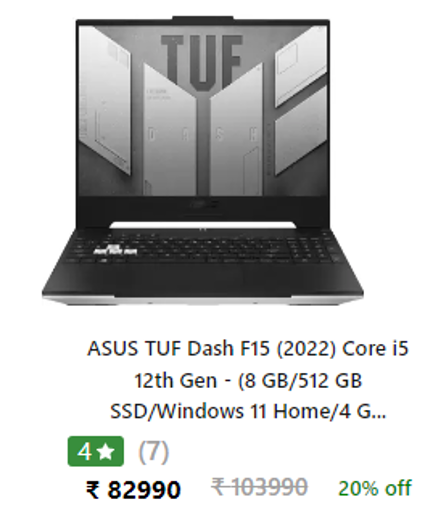 TUF
DASH
ASUS TUF Dash F15 (2022) Core i5
12th Gen - (8 GB/512 GB
SSD/Windows 11 Home/4 G...
4★ (7)
₹ 82990 ₹ 103990 20% off